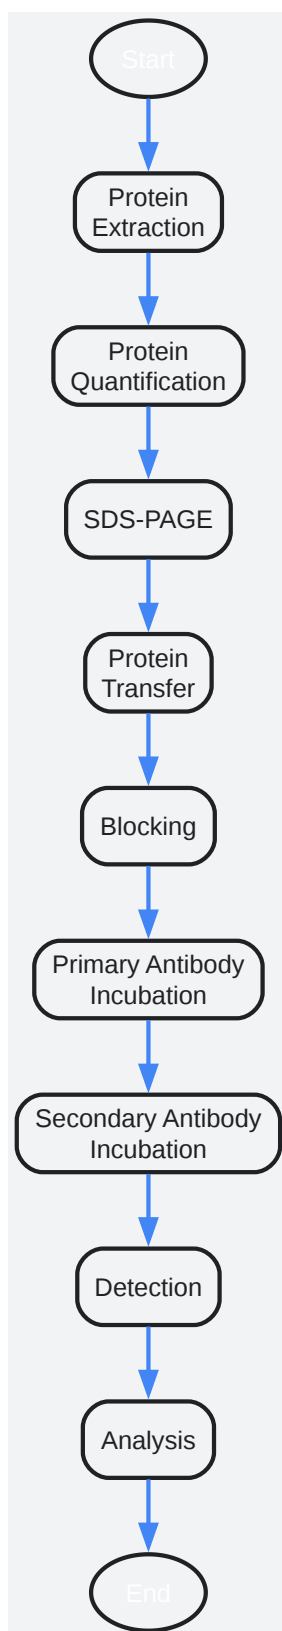 Start
Protein
Extraction
Protein
Quantification
SDS-PAGE
Protein
Transfer
Blocking
Primary Antibody
Incubation
Secondary Antibody
Incubation
Detection
Analysis
End